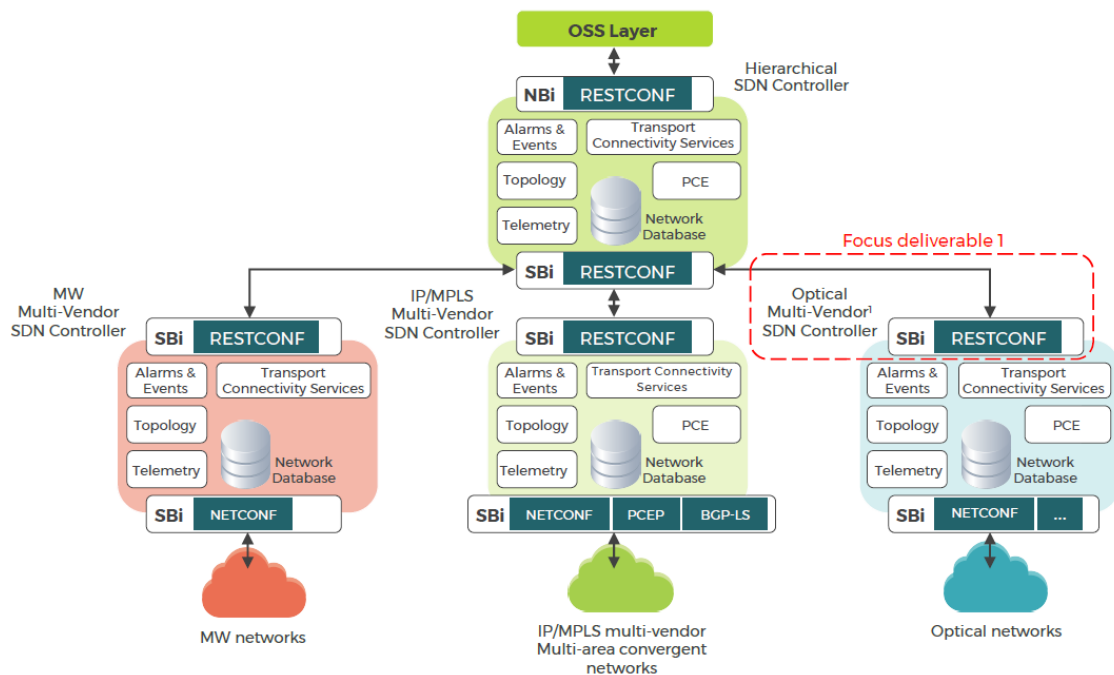 OSS Layer
Hierarchical
SDN Controller
NBi RESTCONF
Alarms &
Events
Transport
Connectivity Services
Topology
PCE
Telemetry
Network
Database
SBi RESTCONF
Focus deliverable 1
MW
Multi-Vendor
SDN Controller
SBi RESTCONF
Alarms &
Events
Transport
Connectivity Services
Topology
Telemetry
Network
Database
SBi NETCONF
MW networks
IP/MPLS
Multi-Vendor
SDN Controller
SBi RESTCONF
Alarms &
Events
Transport Connectivity
Services
Topology
PCE
Telemetry
Network
Database
SBi NETCONF PCEP BGP-LS
IP/MPLS multi-vendor
Multi-area convergent
networks
Optical
Multi-Vendor¹
SDN Controller
SBi RESTCONF
Alarms &
Events
Transport
Connectivity Services
Topology
PCE
Telemetry
Network
Database
SBi NETCONF ...
Optical networks